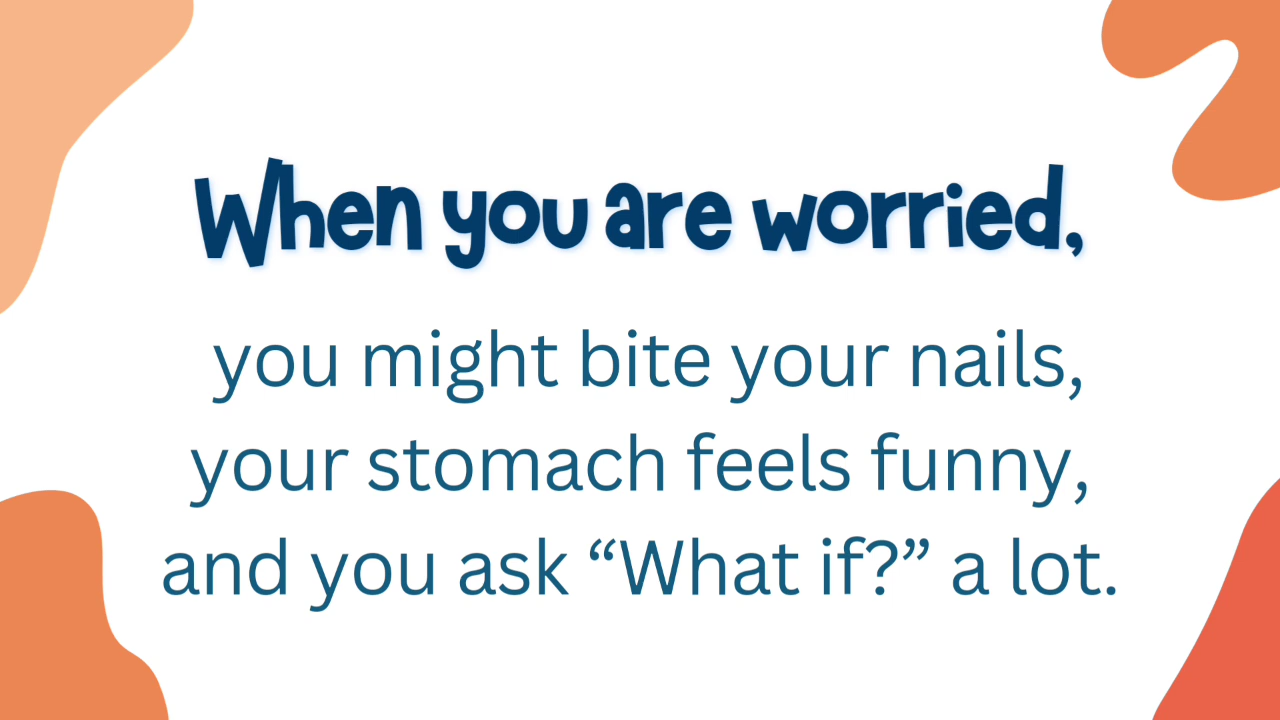 When you are worried,
you might bite your nails,
your stomach feels funny,
and you ask “What if?” a lot.